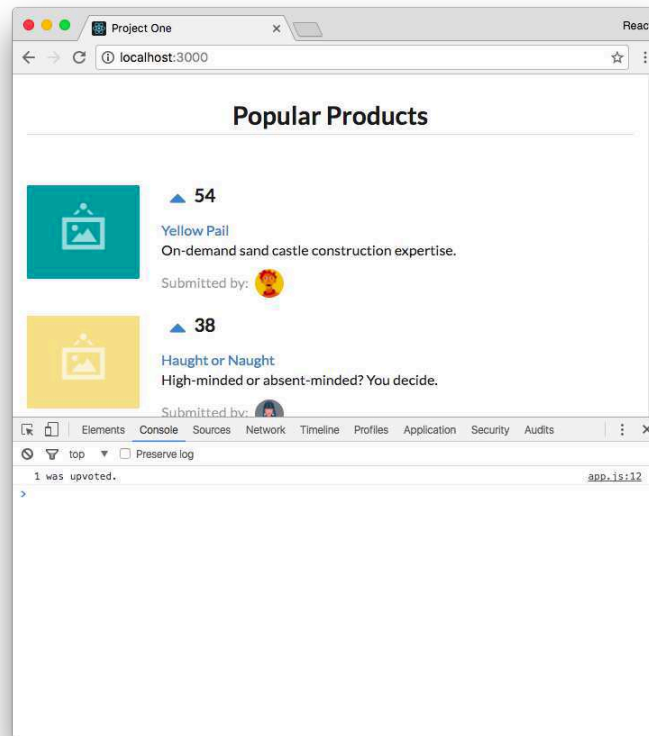 Project One
Reac
localhost:3000
Popular Products
54
Yellow Pail
On-demand sand castle construction expertise.
Submitted by:
38
Haught or Naught
High-minded or absent-minded? You decide.
Submitted by:
Elements Console Sources Network Timeline Profiles Application Security Audits
top Preserve log
1 was upvoted. app.js:12